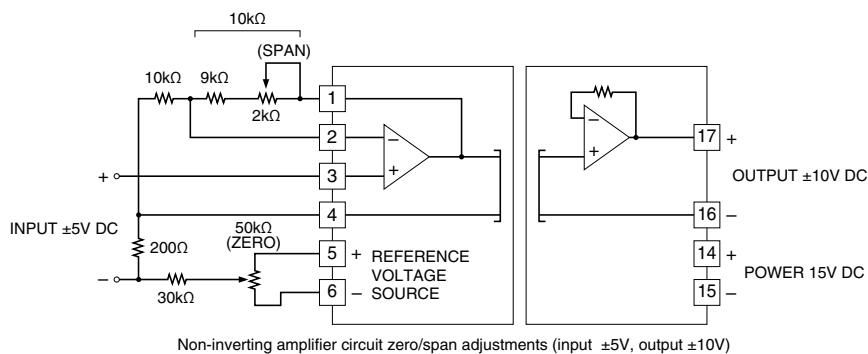 10kΩ
(SPAN)
10kΩ
9kΩ
2kΩ
1
2
3
4
5
6
+
−
+
−
+
INPUT ±5V DC
200Ω
50kΩ
(ZERO)
30kΩ
−
+
−
REFERENCE
VOLTAGE
SOURCE
−
+
17
+
OUTPUT ±10V DC
16
−
14
+
POWER 15V DC
15
−
Non-inverting amplifier circuit zero/span adjustments (input ±5V, output ±10V)